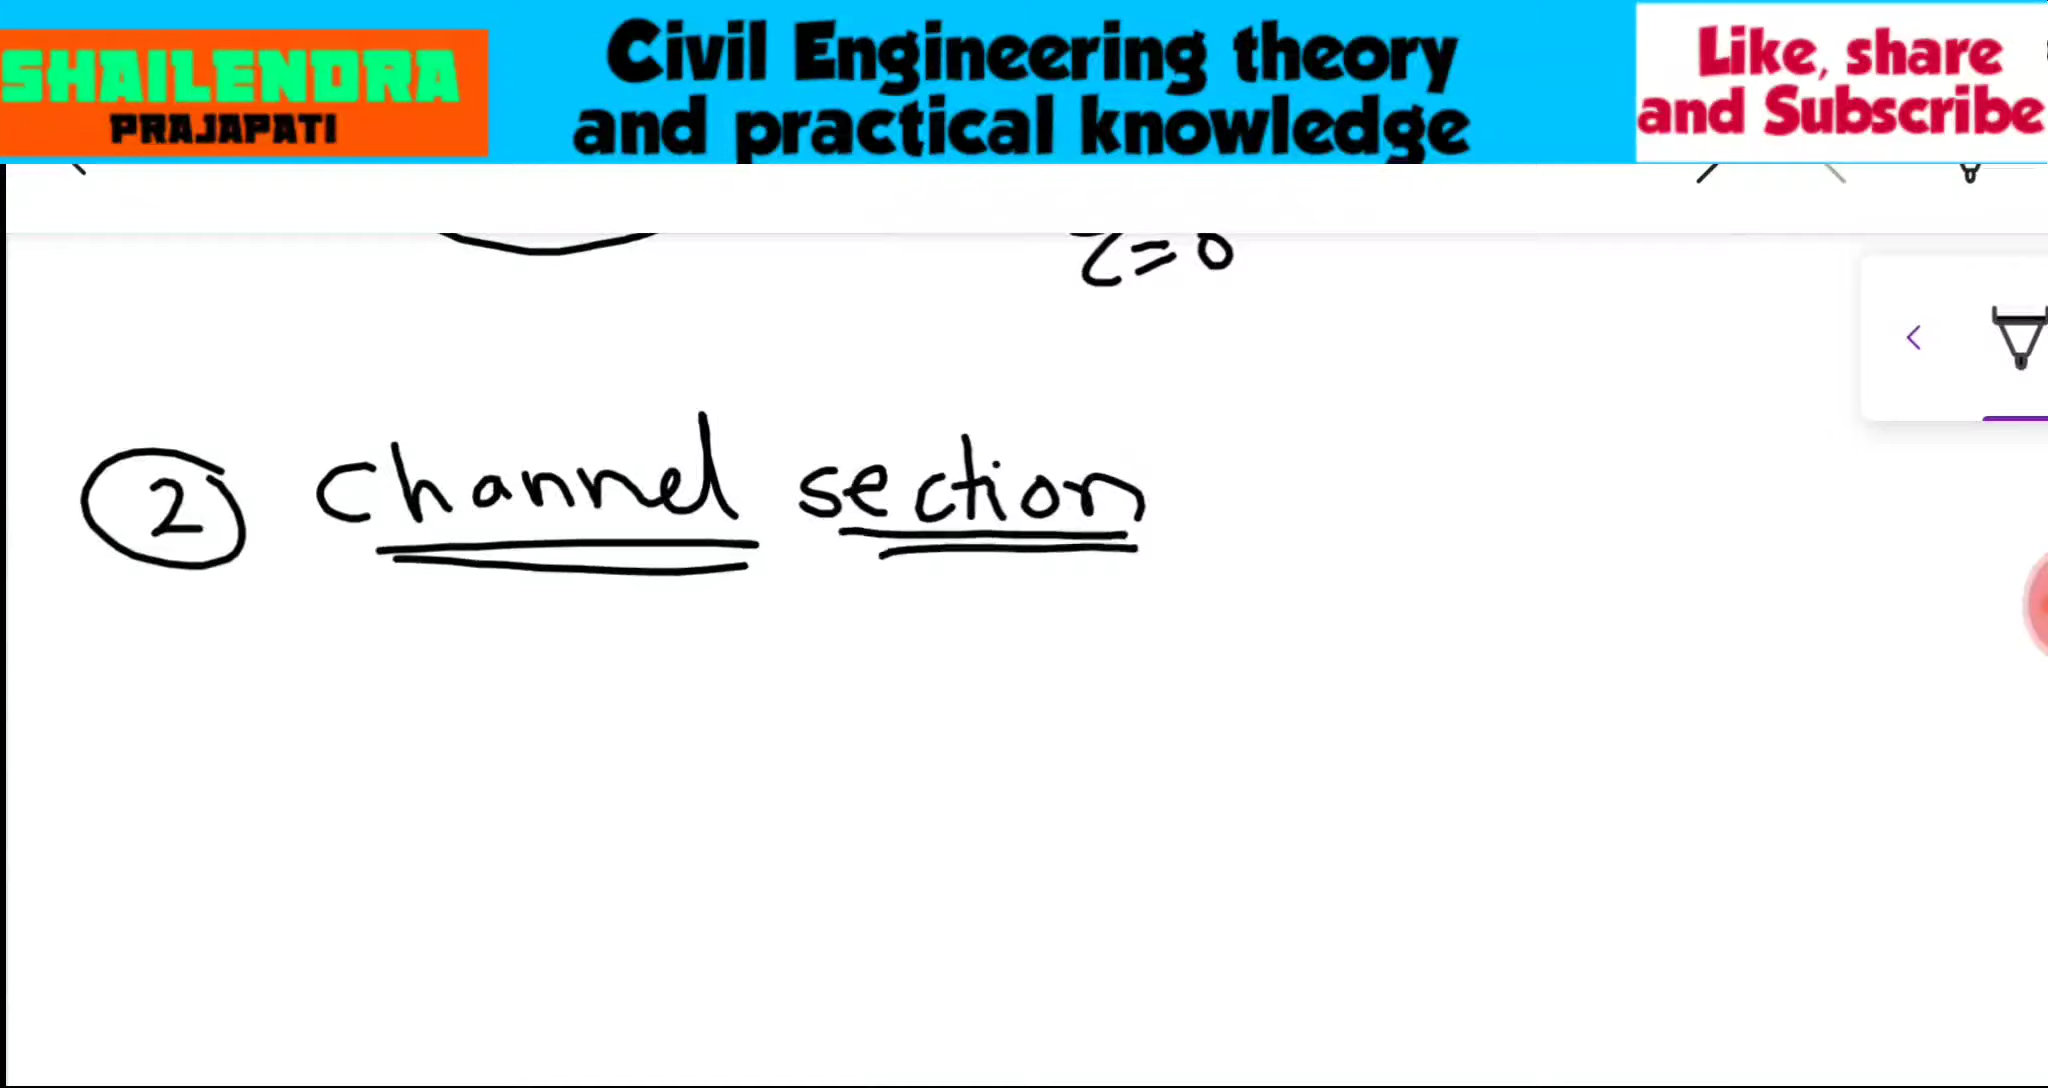 SHAILENDRA
PRAJAPATI
Civil Engineering theory
and practical knowledge
Like, share
and Subscribe
=0
2 Channel section